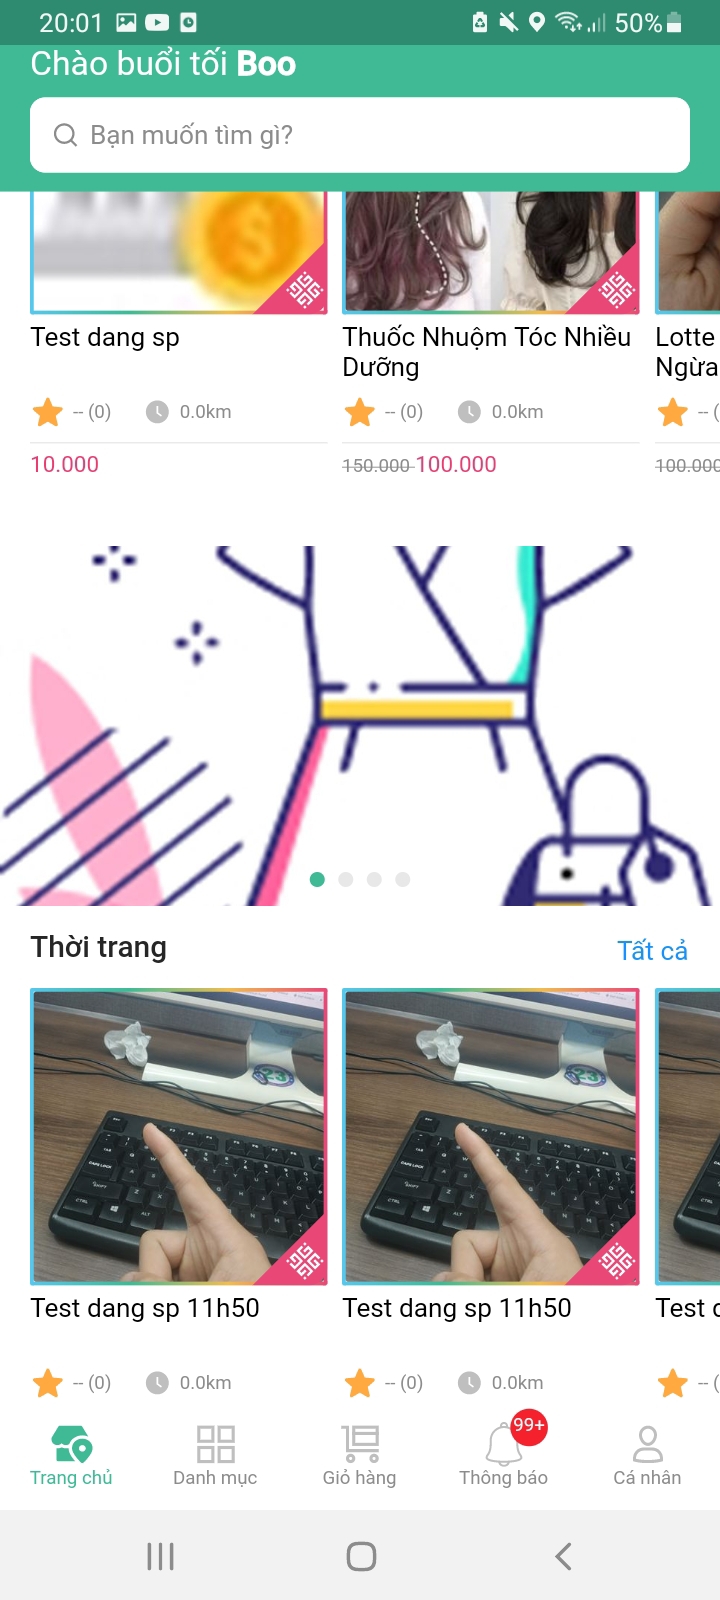 20:01
50%
Chào buổi tối Boo
Bạn muốn tìm gì?
Test dang sp
Thuốc Nhuộm Tóc Nhiều
Dưỡng
Lotte
Ngừa
-- (0)
0.0km
-- (0)
0.0km
-- (
10.000
150.000 100.000
100.000
Thời trang
Tất cả
Test dang sp 11h50
Test dang sp 11h50
Test d
-- (0)
0.0km
-- (0)
0.0km
-- (
99+
Trang chủ
Danh mục
Giỏ hàng
Thông báo
Cá nhân